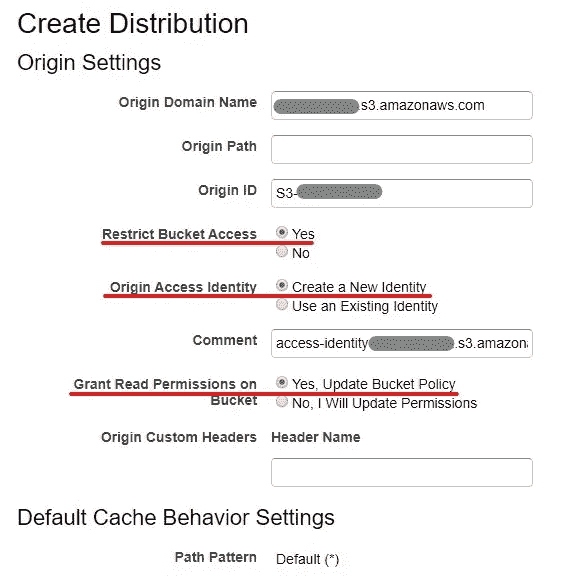 Create Distribution
Origin Settings
Origin Domain Name .s3.amazonaws.com
Origin Path
Origin ID S3-
Restrict Bucket Access Yes
No
Origin Access Identity Create a New Identity
Use an Existing Identity
Comment access-identity .s3.amazon
Grant Read Permissions on Yes, Update Bucket Policy
Bucket No, I Will Update Permissions
Origin Custom Headers Header Name
Default Cache Behavior Settings
Path Pattern Default (*)